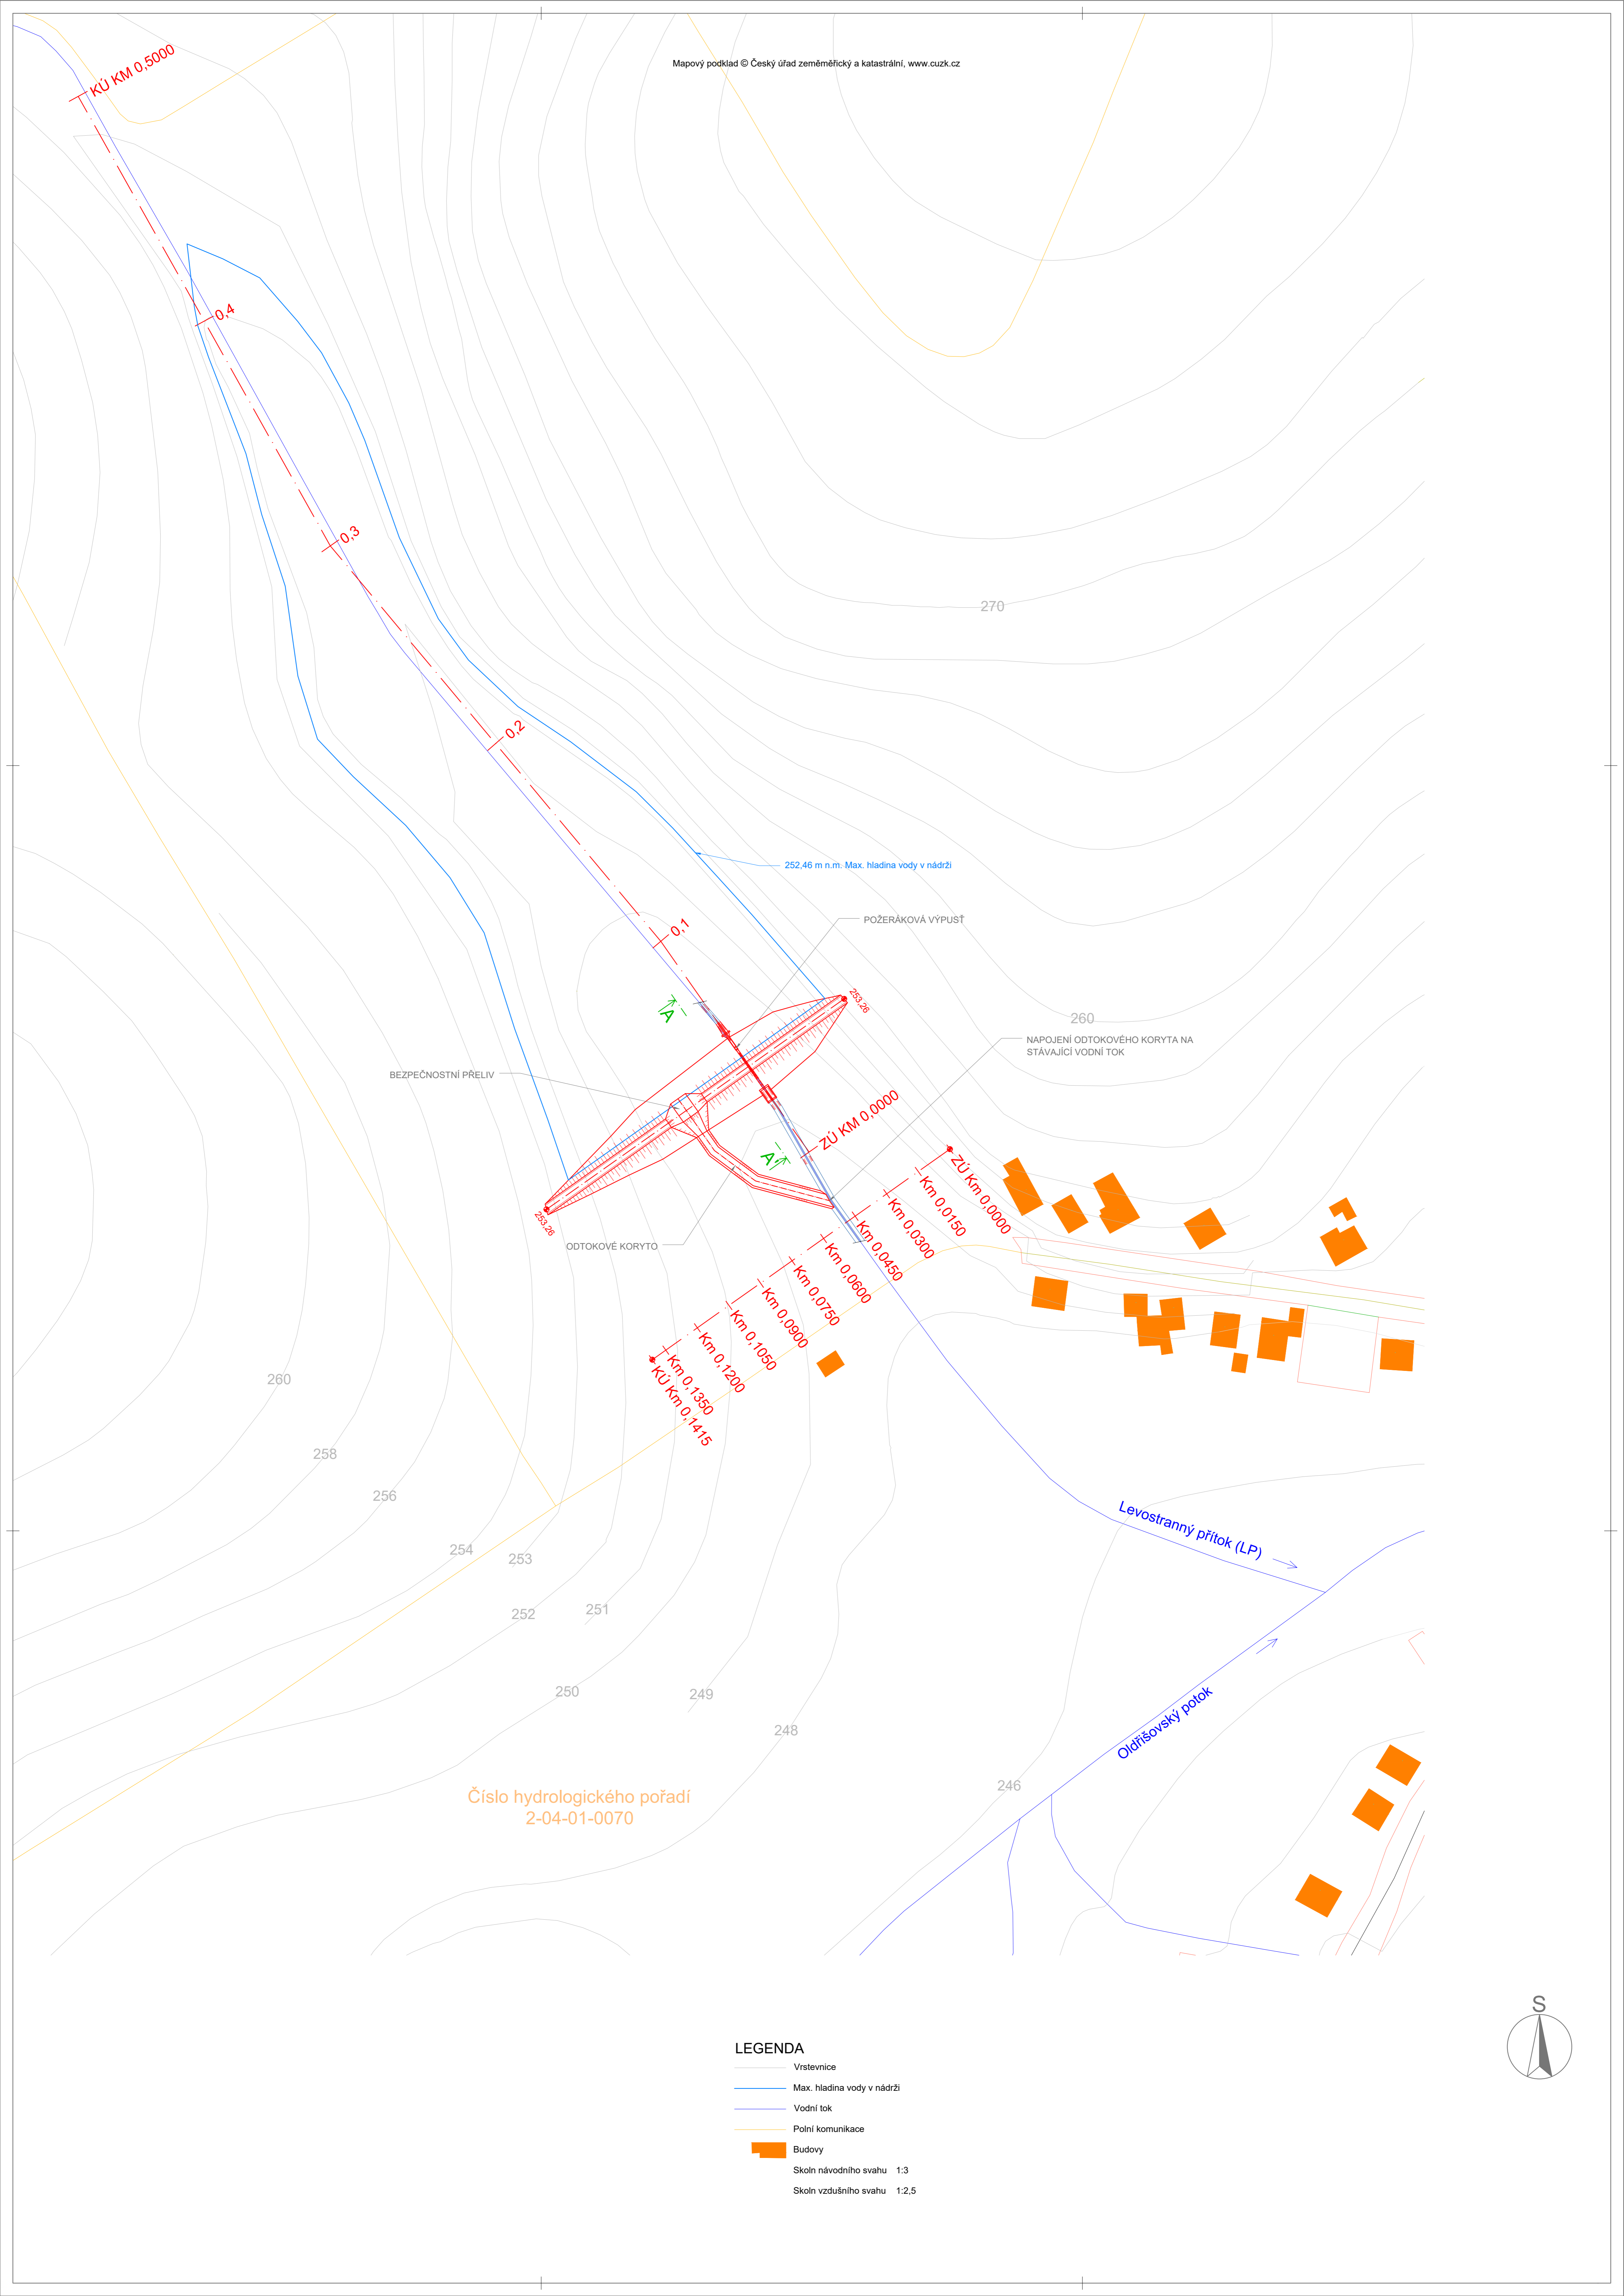 Mapový podklad © Český úřad zeměměřický a katastrální, www.cuzk.cz
KÚ KM 0,5000
0,4
0,3
270
0,2
252,46 m n.m. Max. hladina vody v nádrži
POŽERÁKOVÁ VÝPUSŤ
0,1
253,26
A
260
NAPOJENÍ ODTOKOVÉHO KORYTA NA
STÁVAJÍCÍ VODNÍ TOK
BEZPEČNOSTNÍ PŘELIV
ZÚ KM 0,0000
A'
253,26
ODTOKOVÉ KORYTO
ZÚ Km 0,0000
Km 0,0150
Km 0,0300
Km 0,0450
Km 0,0600
Km 0,0750
Km 0,0900
Km 0,1050
Km 0,1200
Km 0,1350
KÚ Km 0,1415
260
258
256
254
253
252
251
250
249
248
246
Levostranný přítok (LP)
Oldřišovský potok
Číslo hydrologického pořadí
2-04-01-0070
S
LEGENDA
Vrstevnice
Max. hladina vody v nádrži
Vodní tok
Polní komunikace
Budovy
Skoln návodního svahu 1:3
Skoln vzdušního svahu 1:2,5